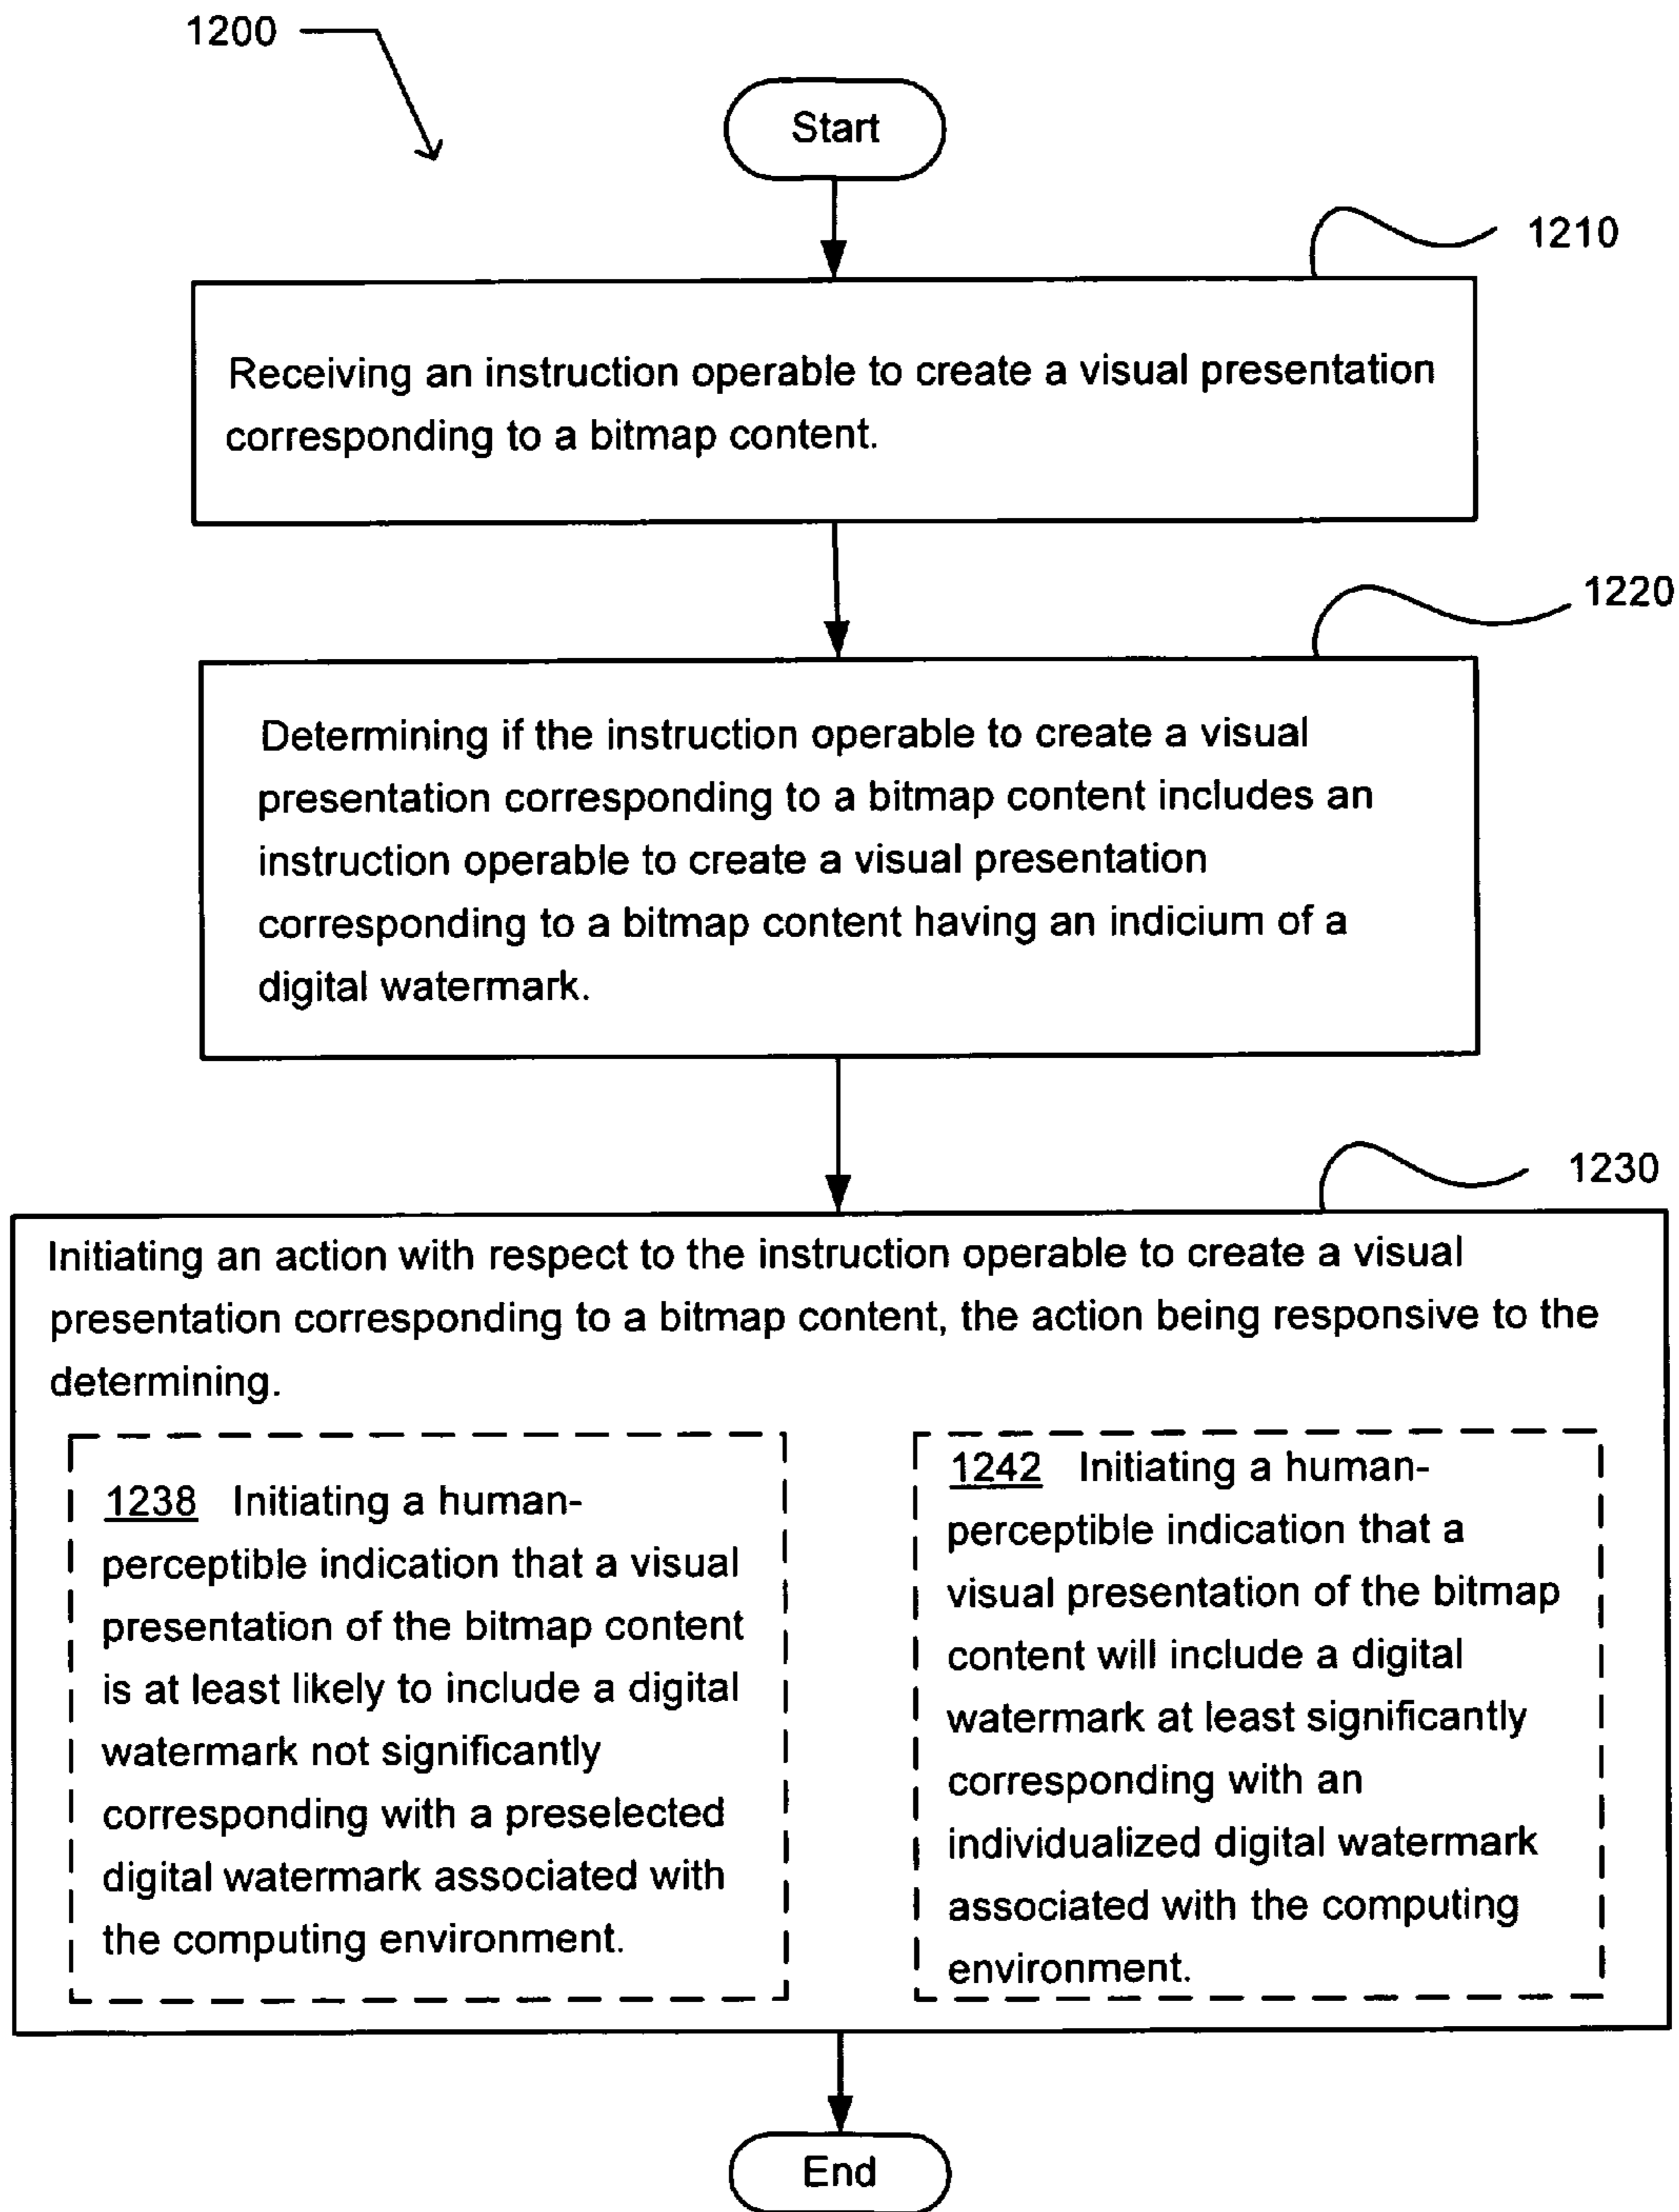 1200
Start
1210
Receiving an instruction operable to create a visual presentation
corresponding to a bitmap content.
1220
Determining if the instruction operable to create a visual
presentation corresponding to a bitmap content includes an
instruction operable to create a visual presentation
corresponding to a bitmap content having an indicium of a
digital watermark.
1230
Initiating an action with respect to the instruction operable to create a visual
presentation corresponding to a bitmap content, the action being responsive to the
determining.
1238 Initiating a human-
perceptible indication that a visual
presentation of the bitmap content
is at least likely to include a digital
watermark not significantly
corresponding with a preselected
digital watermark associated with
the computing environment.
1242 Initiating a human-
perceptible indication that a
visual presentation of the bitmap
content will include a digital
watermark at least significantly
corresponding with an
individualized digital watermark
associated with the computing
environment.
End